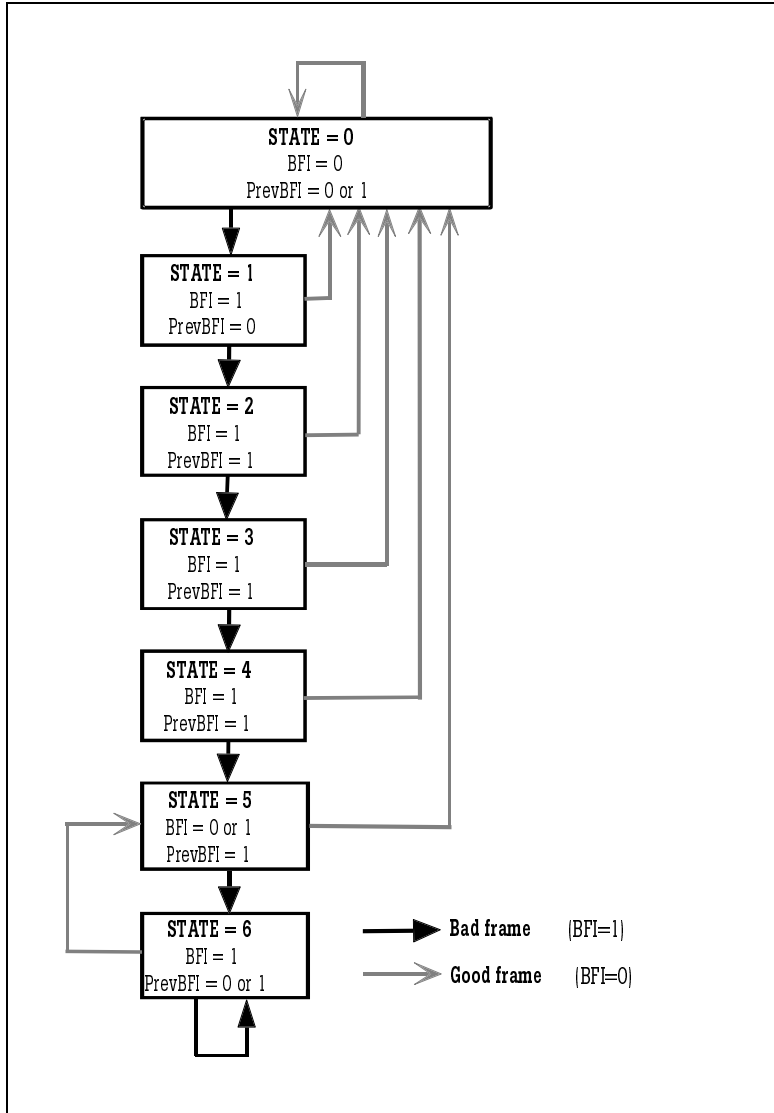 STATE = 0
BFI = 0
PrevBFI = 0 or 1
STATE = 1
BFI = 1
PrevBFI = 0
STATE = 2
BFI = 1
PrevBFI = 1
STATE = 3
BFI = 1
PrevBFI = 1
STATE = 4
BFI = 1
PrevBFI = 1
STATE = 5
BFI = 0 or 1
PrevBFI = 1
STATE = 6
BFI = 1
PrevBFI = 0 or 1
Bad frame (BFI=1)
Good frame (BFI=0)